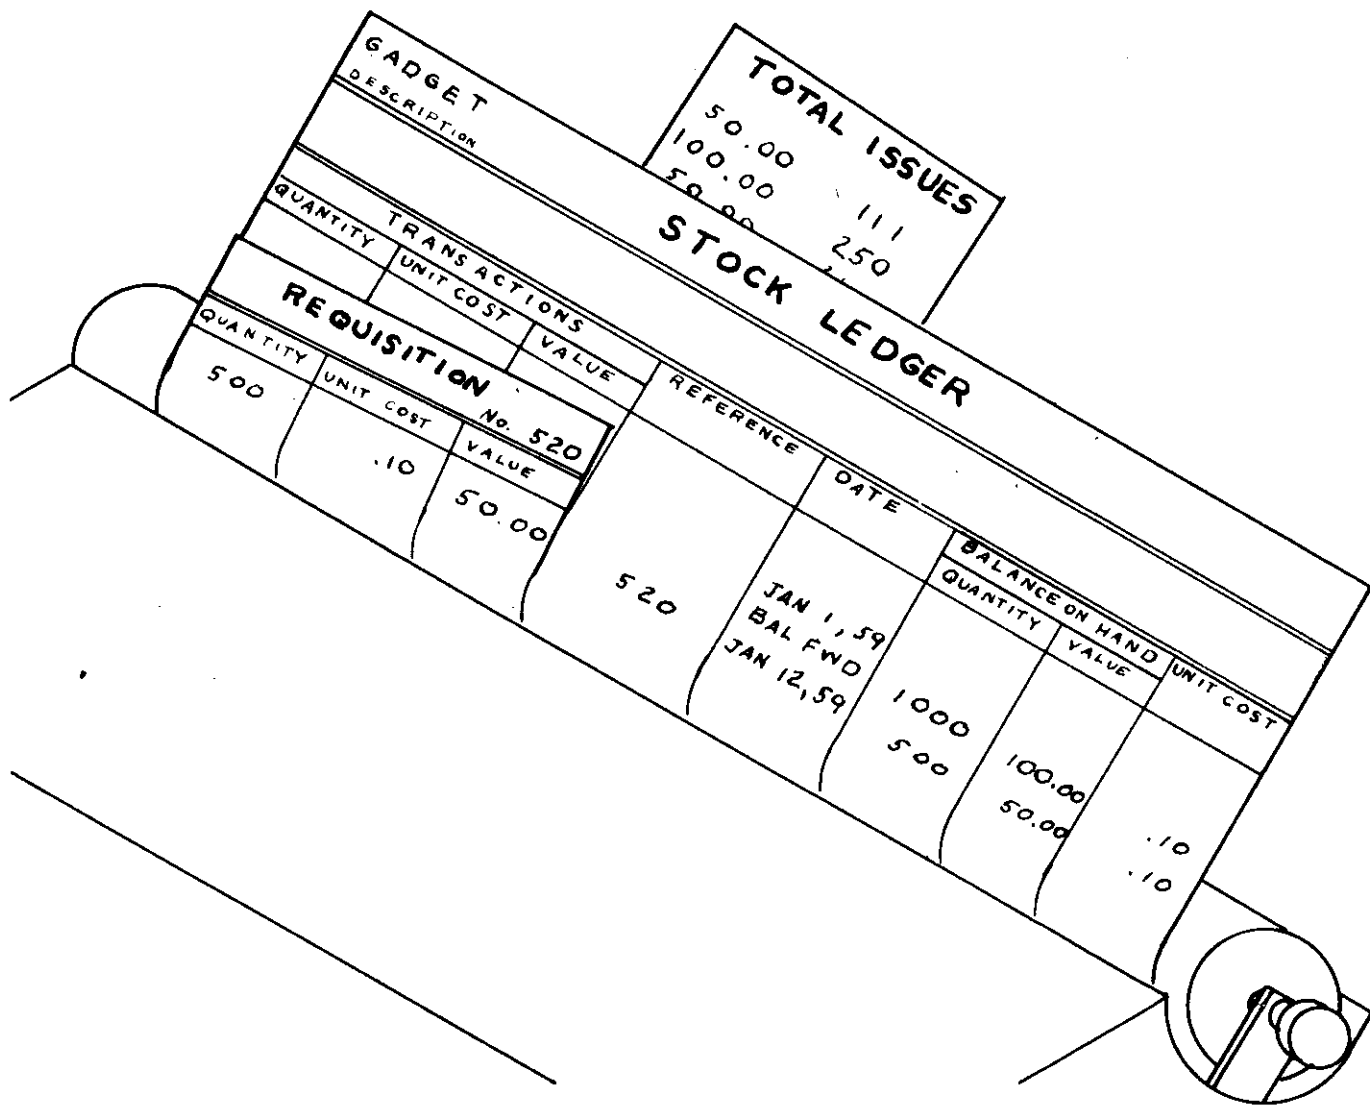 TOTAL ISSUES
50.00 111
100.00 250
50.00
GADGET
DESCRIPTION
STOCK LEDGER
TRANSACTIONS
QUANTITY UNIT COST VALUE
REFERENCE DATE
BALANCE ON HAND
QUANTITY VALUE UNIT COST
JAN 1, 59
BAL FWD 1000 100.00 .10
520 JAN 12, 59 500 50.00 .10
REQUISITION No. 520
QUANTITY UNIT COST VALUE
500 .10 50.00